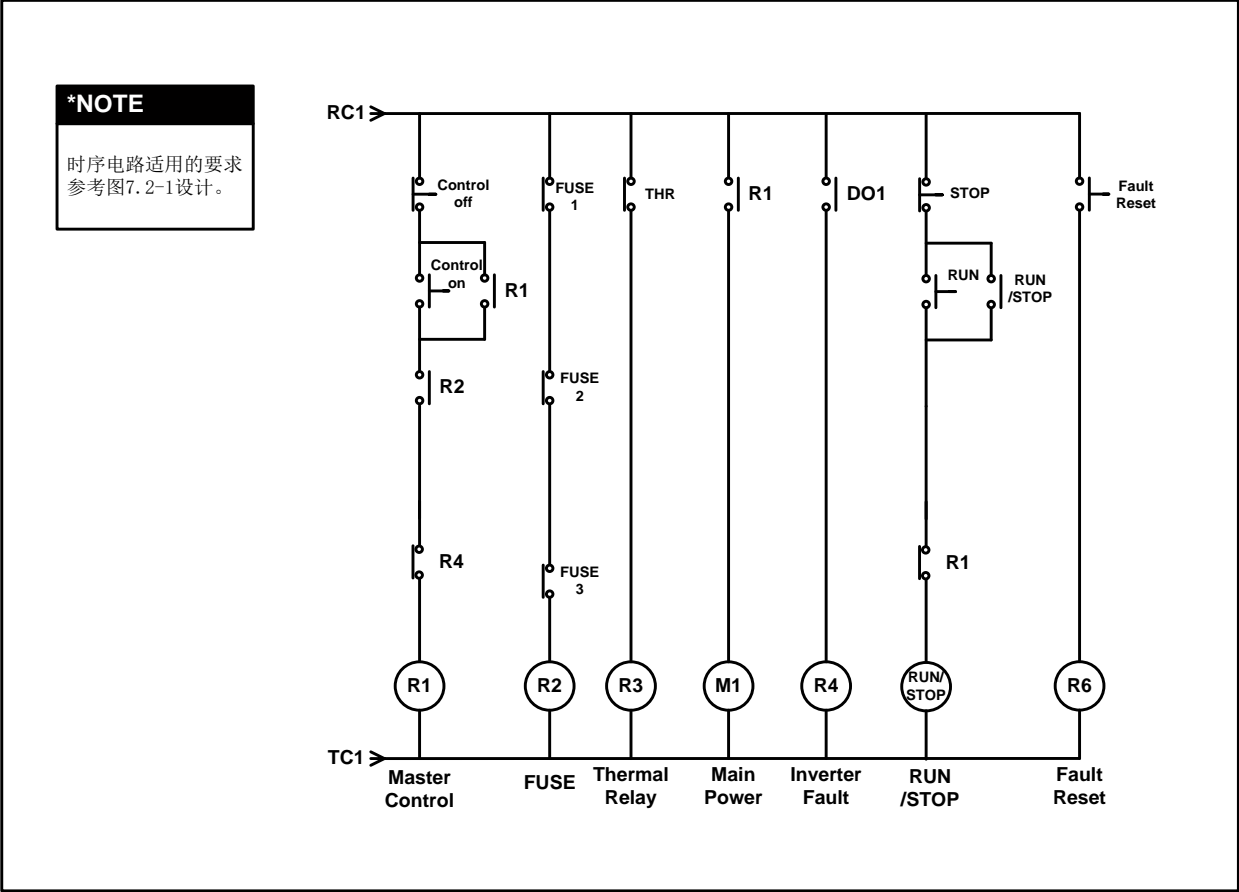 *NOTE
时序电路适用的要求
参考图7.2-1设计。
RC1
Control
off
FUSE
1
THR
R1
DO1
STOP
Fault
Reset
Control
on
R1
RUN
RUN
/STOP
R2
FUSE
2
R4
FUSE
3
R1
R1
R2
R3
M1
R4
RUN/
STOP
R6
TC1
Master
Control
FUSE
Thermal
Relay
Main
Power
Inverter
Fault
RUN
/STOP
Fault
Reset